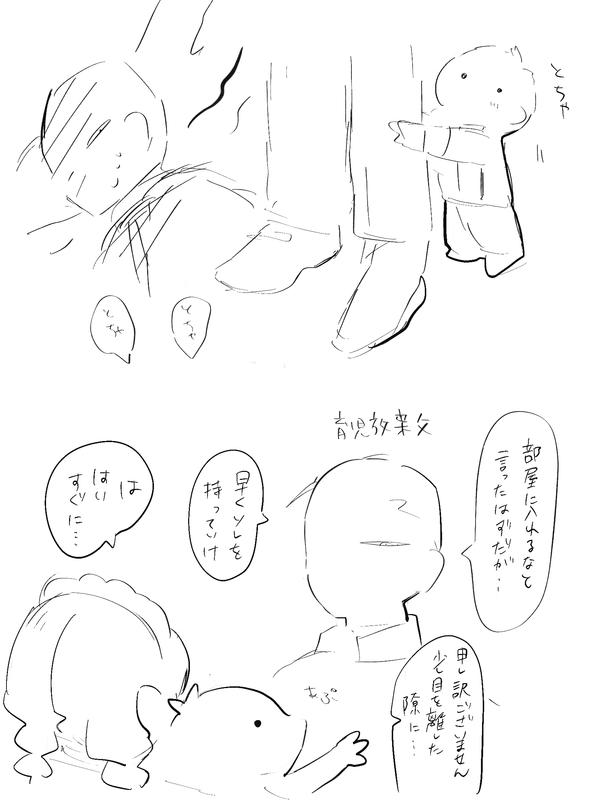 とちゃ
とちゃ
とちゃ
育児放棄父
部屋に入れるなと
言ったはずだが…
早くソレを
持っていけ
は
はい
すぐに…
申し訳ございません
少し目を離した
隙に…
あぷ